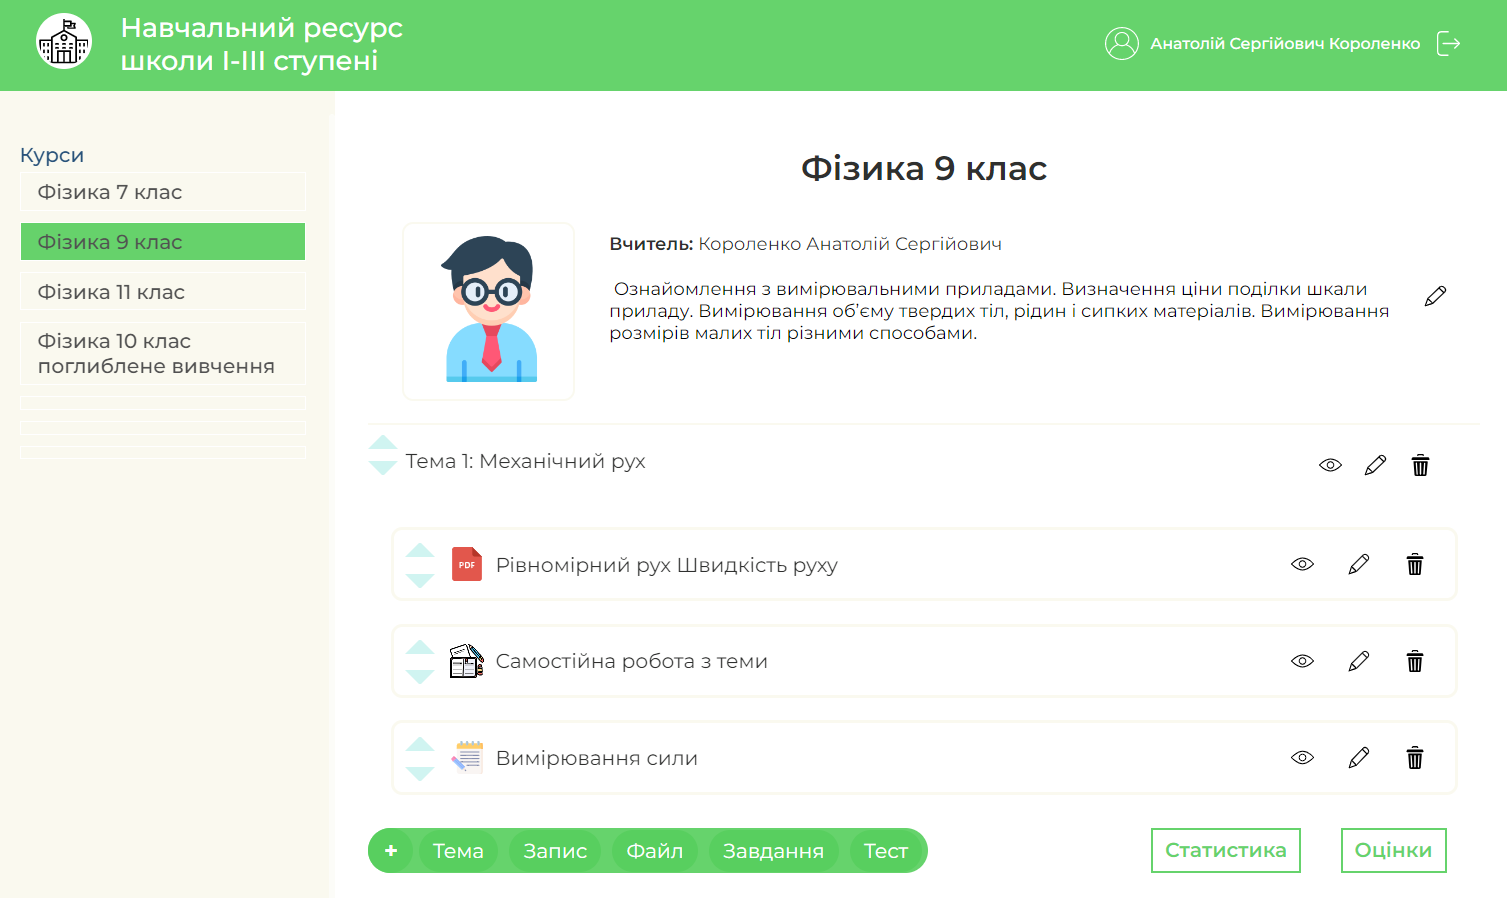 Навчальний ресурс
школи І-ІІІ ступені
Анатолій Сергійович Короленко
Курси
Фізика 7 клас
Фізика 9 клас
Фізика 11 клас
Фізика 10 клас
поглиблене вивчення
Фізика 9 клас
Вчитель: Короленко Анатолій Сергійович
Ознайомлення з вимірювальними приладами. Визначення ціни поділки шкали
приладу. Вимірювання об’єму твердих тіл, рідин і сипких матеріалів. Вимірювання
розмірів малих тіл різними способами.
Тема 1: Механічний рух
PDF
Рівномірний рух Швидкість руху
Самостійна робота з теми
Вимірювання сили
+ Тема Запис Файл Завдання Тест
Статистика
Оцінки